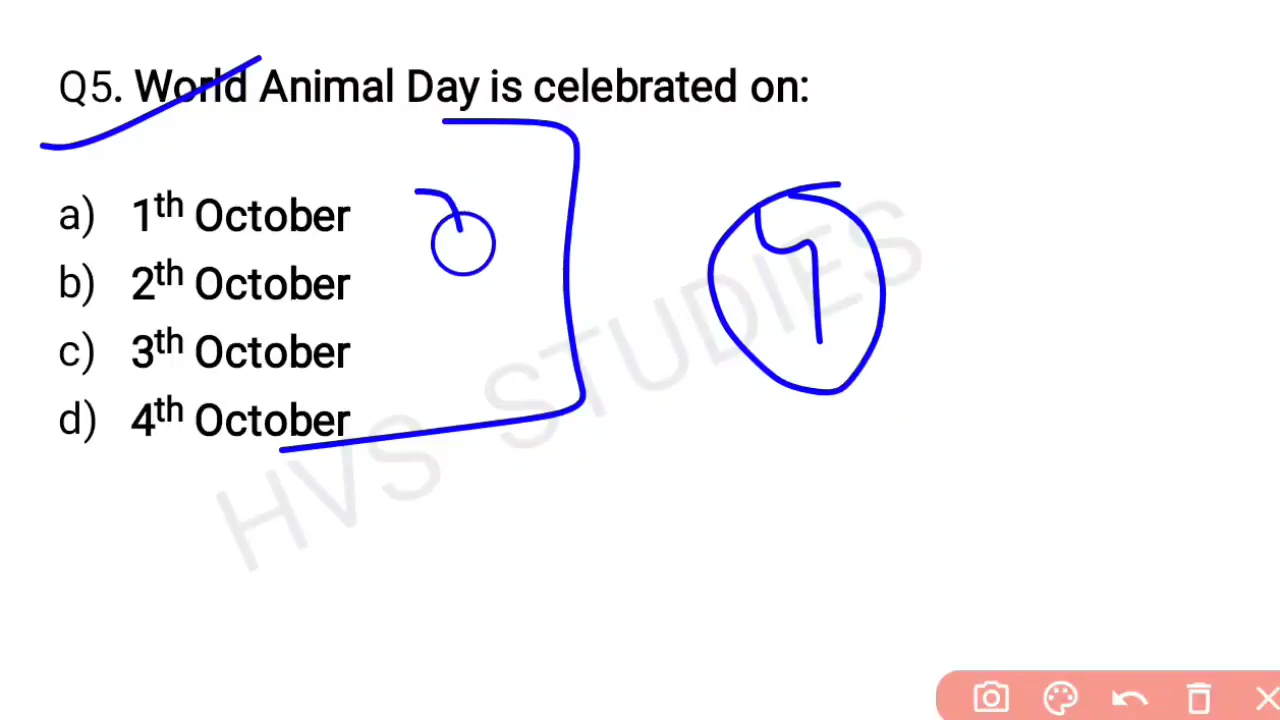 Q5. World Animal Day is celebrated on:
a) 1th October
b) 2th October
c) 3th October
d) 4th October
HVS STUDIES